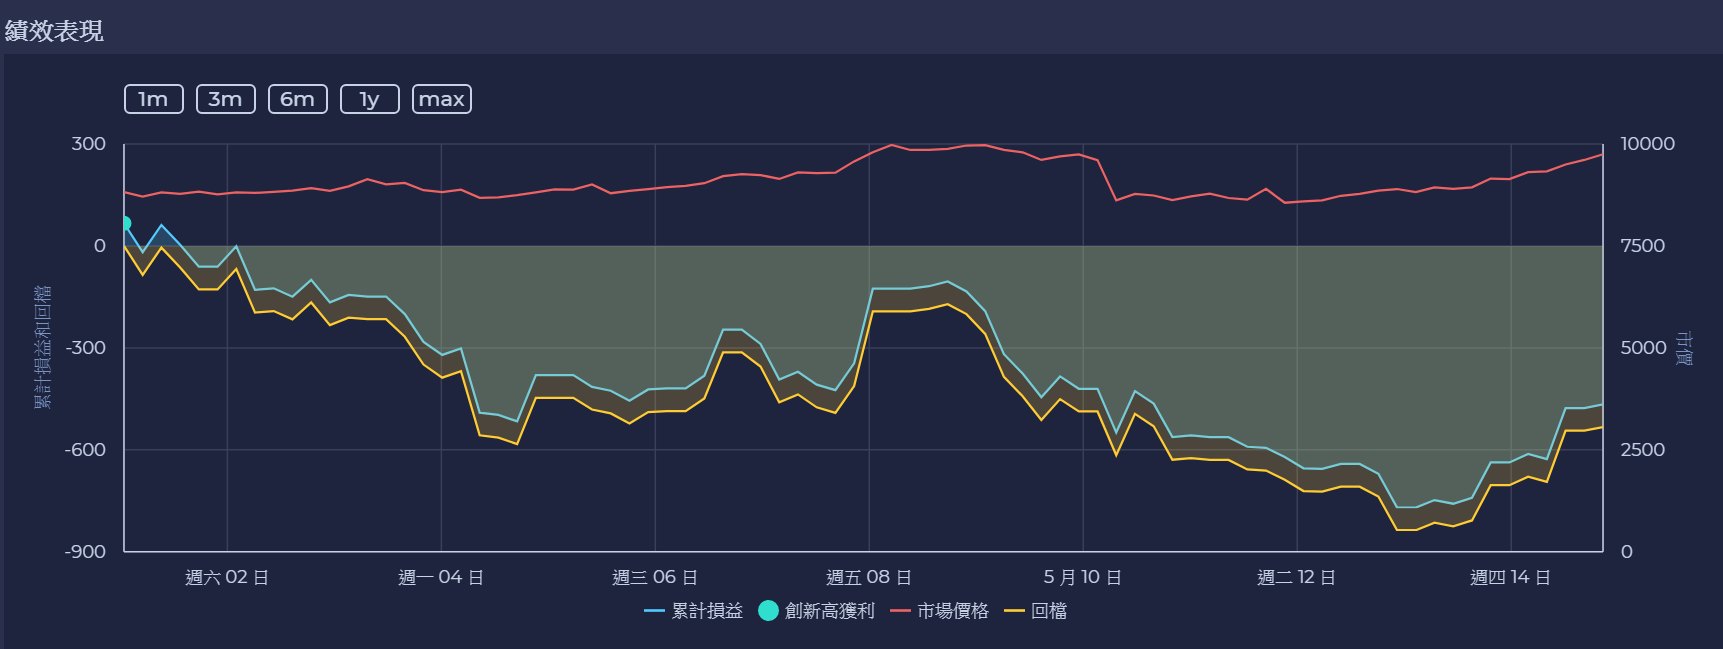 績效表現
1m 3m 6m 1y max
300
0
-300
-600
-900
累計損益和回檔
10000
7500
5000
2500
0
市價
週六 02 日 週一 04 日 週三 06 日 週五 08 日 5 月 10 日 週二 12 日 週四 14 日
累計損益 創新高獲利 市場價格 回檔